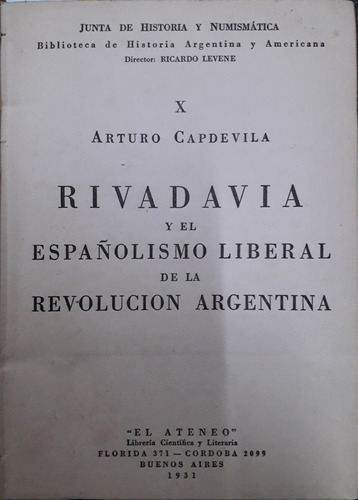 JUNTA DE HISTORIA Y NUMISMÁTICA
Biblioteca de Historia Argentina y Americana
Director: RICARDO LEVENE
X
ARTURO CAPDEVILA
RIVADAVIA
Y EL
ESPAÑOLISMO LIBERAL
DE LA
REVOLUCION ARGENTINA
"EL ATENEO"
Librería Científica y Literaria
FLORIDA 371 — CORDOBA 2099
BUENOS AIRES
1931